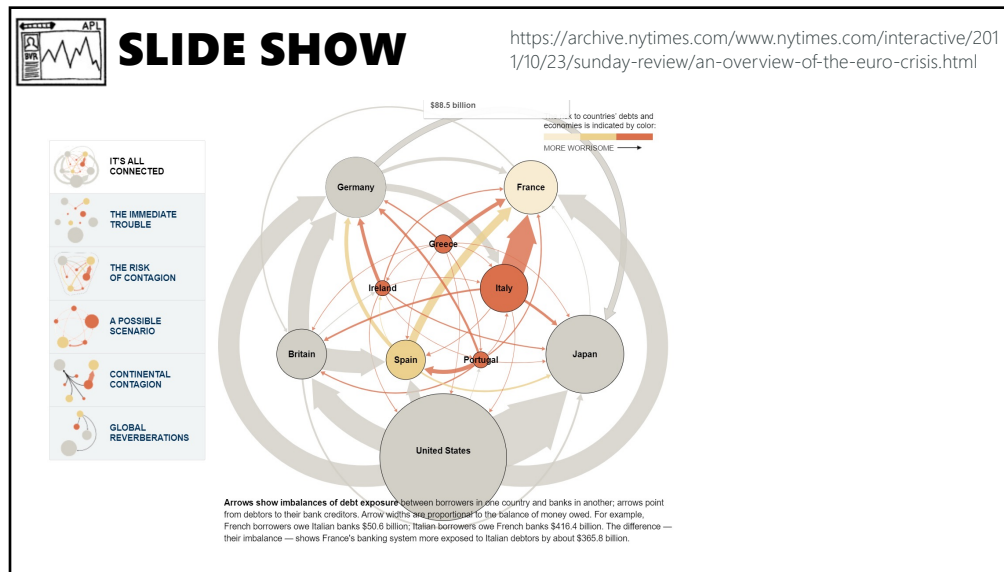 APL
BVR
SLIDE SHOW
https://archive.nytimes.com/www.nytimes.com/interactive/201
1/10/23/sunday-review/an-overview-of-the-euro-crisis.html
$88.5 billion
k to countries' debts and
economies is indicated by color:
MORE WORRISOME
IT'S ALL
CONNECTED
THE IMMEDIATE
TROUBLE
THE RISK
OF CONTAGION
A POSSIBLE
SCENARIO
CONTINENTAL
CONTAGION
GLOBAL
REVERBERATIONS
Germany
France
Greece
Ireland
Italy
Britain
Spain
Portugal
Japan
United States
Arrows show imbalances of debt exposure between borrowers in one country and banks in another; arrows point
from debtors to their bank creditors. Arrow widths are proportional to the balance of money owed. For example,
French borrowers owe Italian banks $50.6 billion; Italian borrowers owe French banks $416.4 billion. The difference —
their imbalance — shows France's banking system more exposed to Italian debtors by about $365.8 billion.